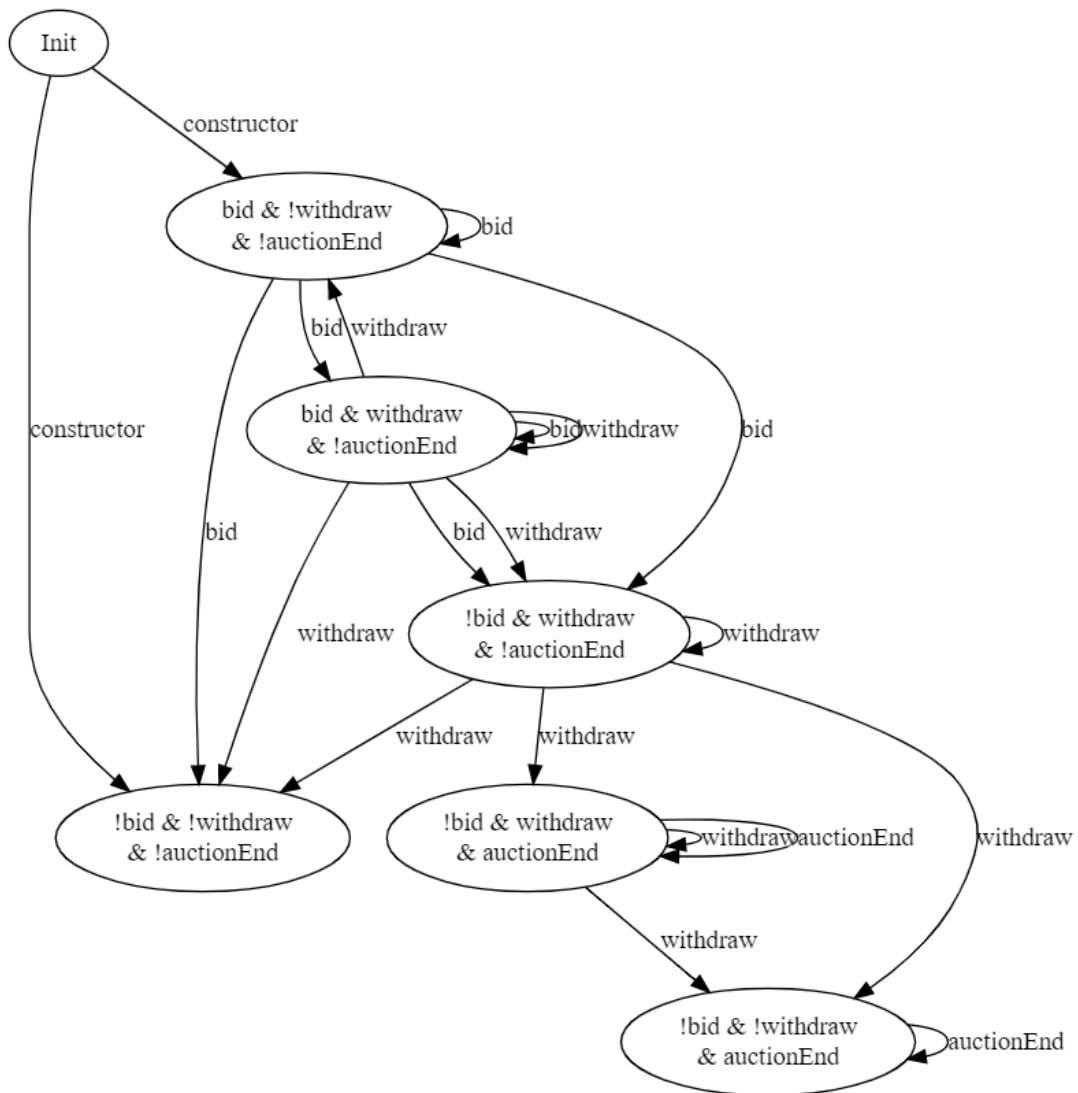 Init
constructor
bid & !withdraw
& !auctionEnd
bid
bid
withdraw
bid & withdraw
& !auctionEnd
bid
withdraw
constructor
bid
bid
bid
withdraw
!bid & withdraw
& !auctionEnd
withdraw
withdraw
withdraw
withdraw
!bid & !withdraw
& !auctionEnd
!bid & withdraw
& auctionEnd
withdraw
auctionEnd
withdraw
withdraw
!bid & !withdraw
& auctionEnd
auctionEnd